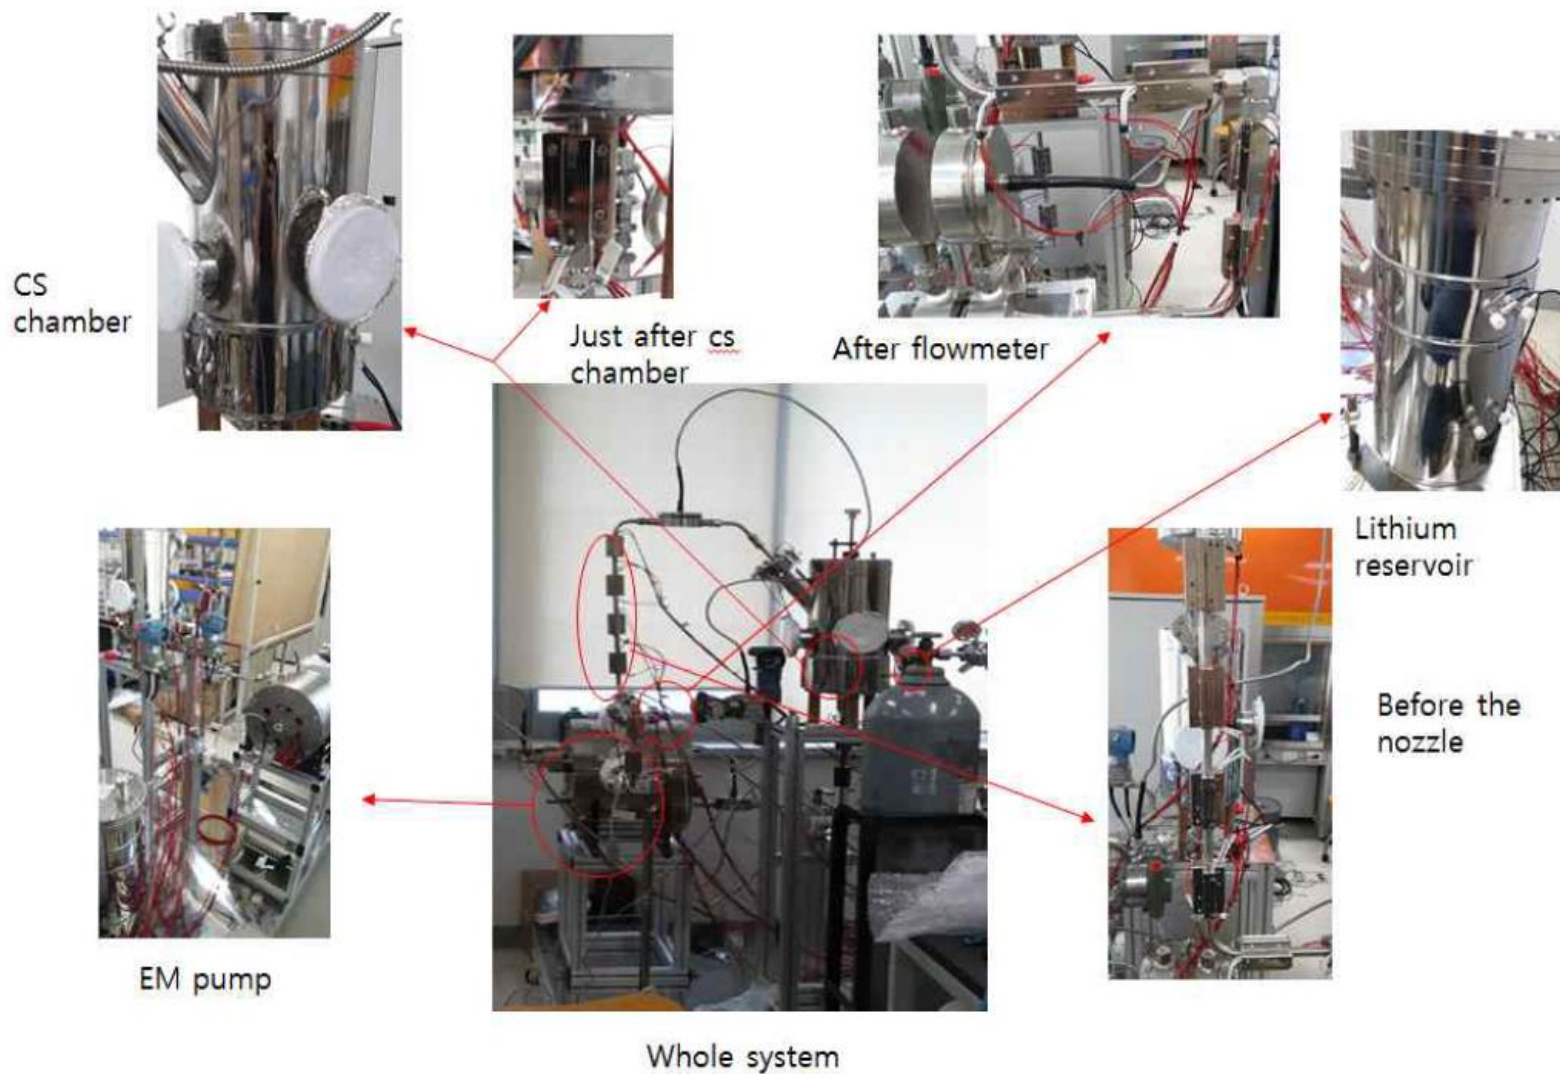 CS
chamber
Just after cs
chamber
After flowmeter
Lithium
reservoir
Before the
nozzle
EM pump
Whole system